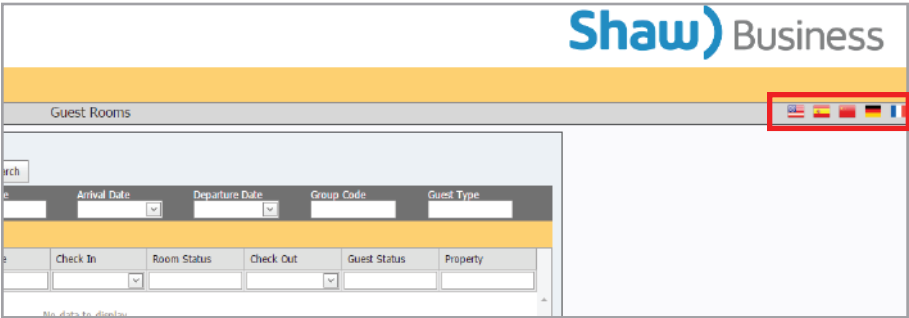 Shaw) Business
Guest Rooms
Arrival Date Departure Date Group Code Guest Type
Check In Room Status Check Out Guest Status Property
No data to display